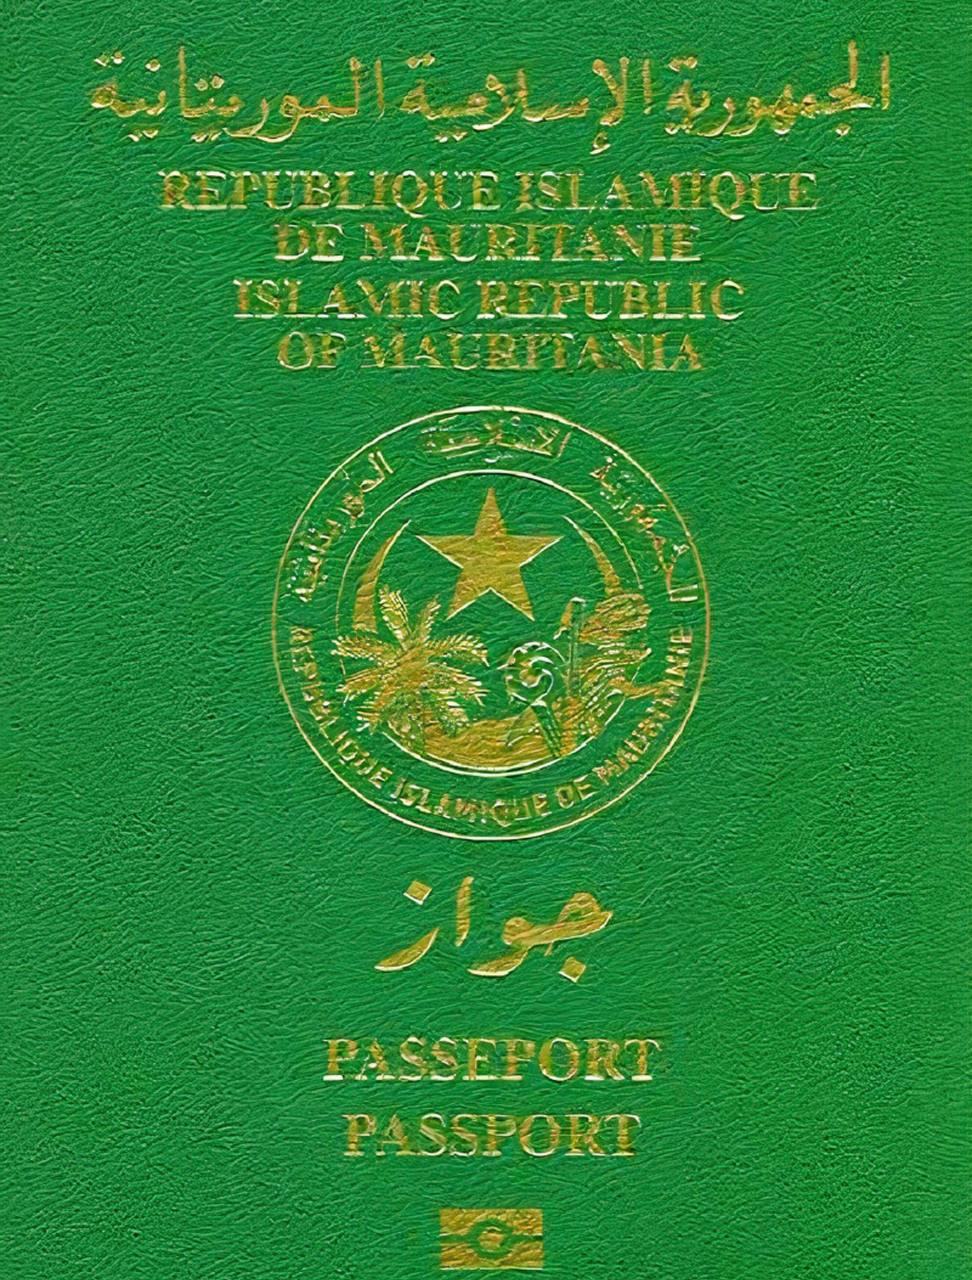 الجمهورية الإسلامية الموريتانية
REPUBLIQUE ISLAMIQUE
DE MAURITANIE
ISLAMIC REPUBLIC
OF MAURITANIA
الجمهورية الإسلامية الموريتانية
REPUBLIQUE ISLAMIQUE DE MAURITANIE
جواز
PASSEPORT
PASSPORT